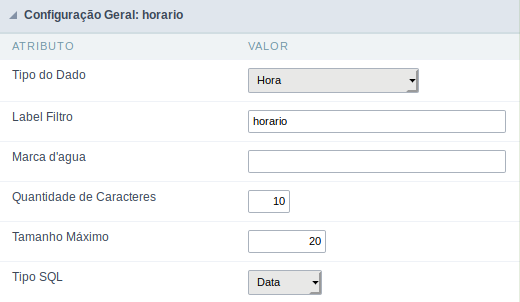 Configuração Geral: horario
ATRIBUTO VALOR
Tipo do Dado Hora
Label Filtro horario
Marca d'agua
Quantidade de Caracteres 10
Tamanho Máximo 20
Tipo SQL Data